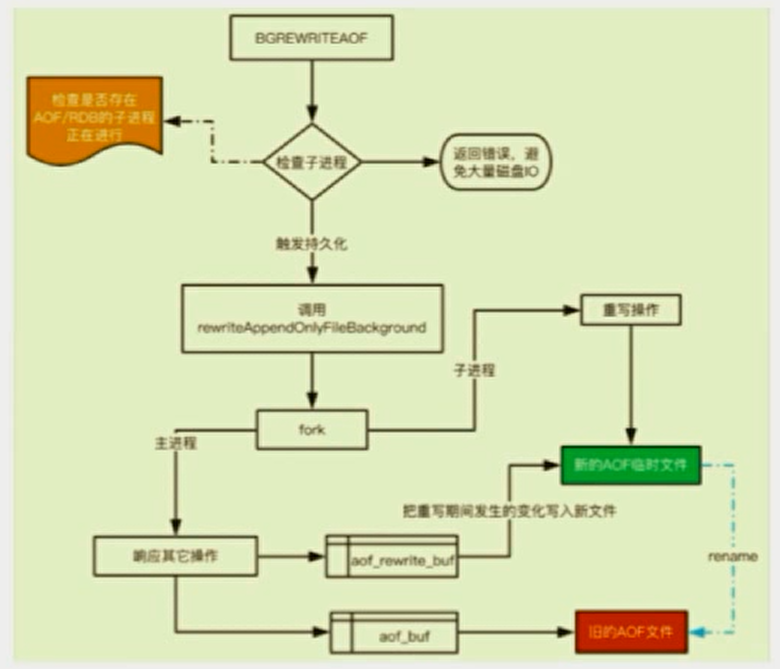 BGREWRITEAOF
检查是否存在
AOF/RDB的子进程
正在进行
检查子进程
返回错误，避
免大量磁盘IO
触发持久化
调用
rewriteAppendOnlyFileBackground
重写操作
子进程
fork
主进程
新的AOF临时文件
把重写期间发生的变化写入新文件
响应其它操作
aof_rewrite_buf
rename
aof_buf
旧的AOF文件